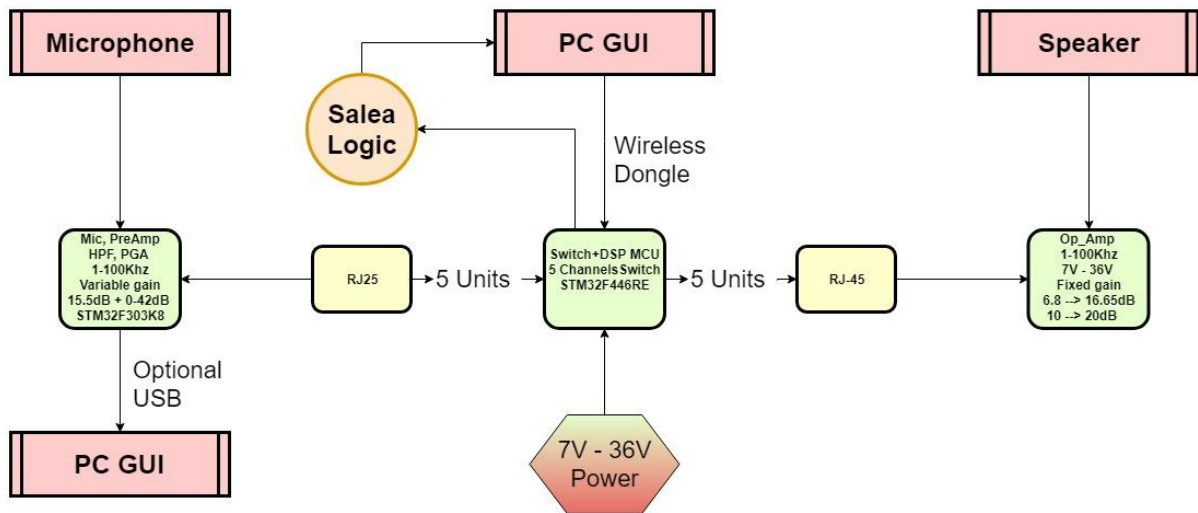 Microphone
PC GUI
Speaker
Salea
Logic
Wireless
Dongle
Mic, PreAmp
HPF, PGA
1-100Khz
Variable gain
15.5dB + 0-42dB
STM32F303K8
RJ25
5 Units
Switch+DSP MCU
5 Channels Switch
STM32F446RE
5 Units
RJ-45
Op_Amp
1-100Khz
7V - 36V
Fixed gain
6.8 --> 16.65dB
10 --> 20dB
Optional
USB
PC GUI
7V - 36V
Power